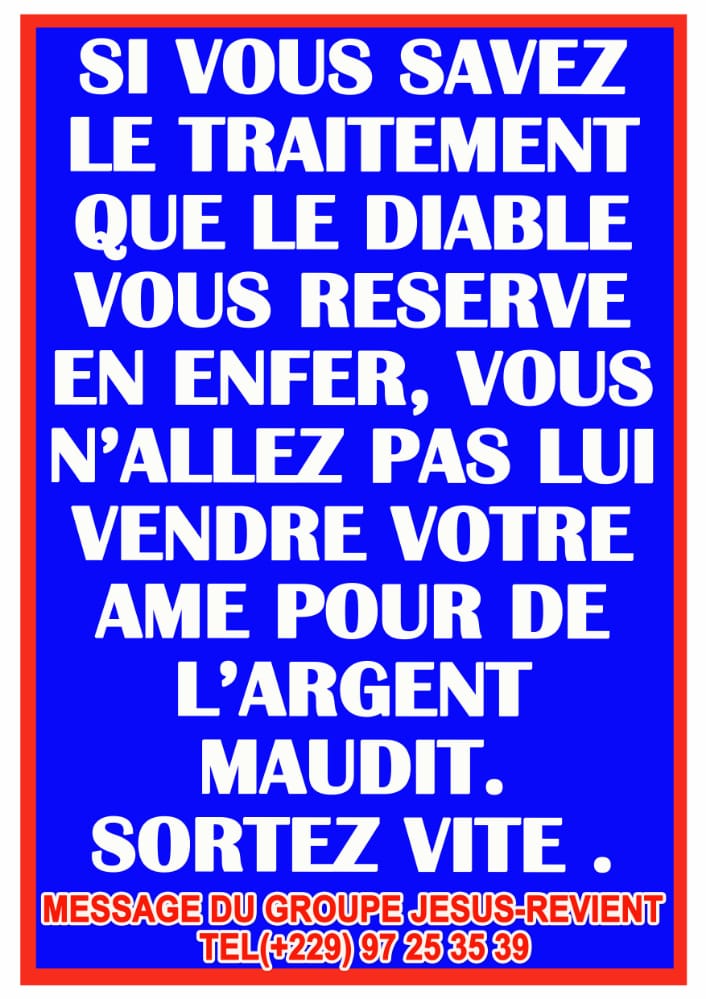 SI VOUS SAVEZ
LE TRAITEMENT
QUE LE DIABLE
VOUS RESERVE
EN ENFER, VOUS
N’ALLEZ PAS LUI
VENDRE VOTRE
AME POUR DE
L’ARGENT
MAUDIT.
SORTEZ VITE .
MESSAGE DU GROUPE JESUS-REVIENT
TEL(+229) 97 25 35 39